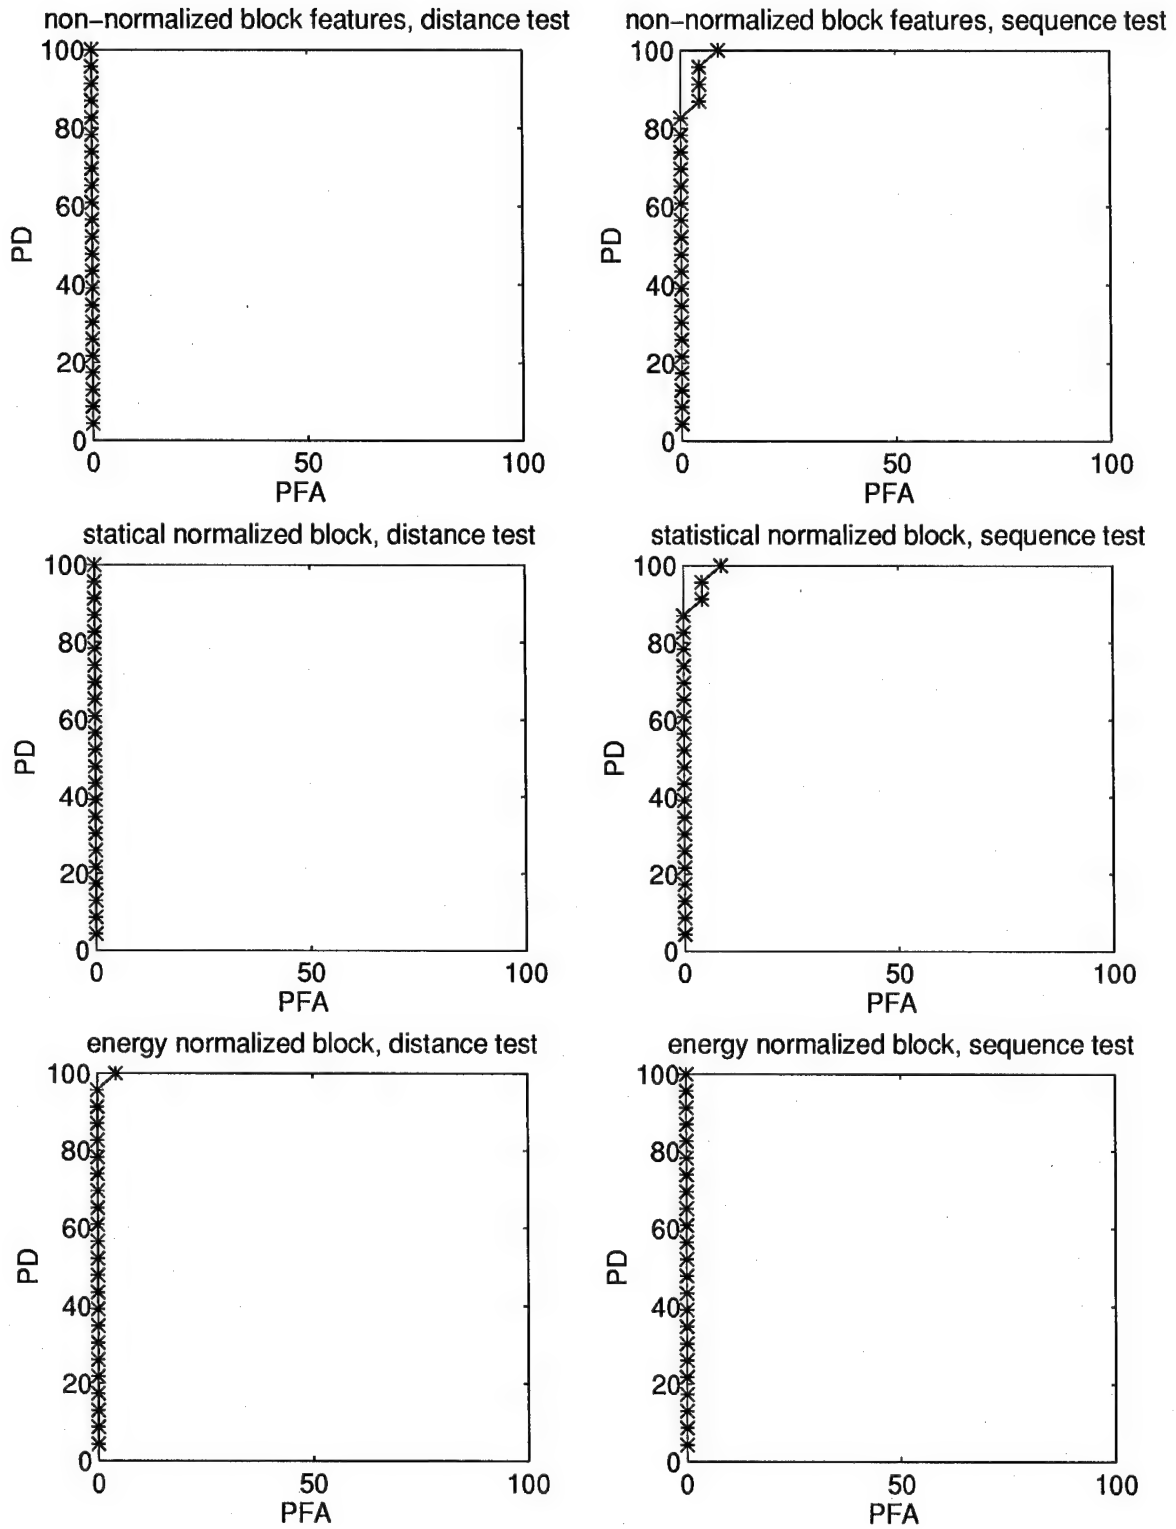 non-normalized block features, distance test
100
80
60
40
20
0
PD
0 50 100
PFA
non-normalized block features, sequence test
100
80
60
40
20
0
PD
0 50 100
PFA
statical normalized block, distance test
100
80
60
40
20
0
PD
0 50 100
PFA
statistical normalized block, sequence test
100
80
60
40
20
0
PD
0 50 100
PFA
energy normalized block, distance test
100
80
60
40
20
0
PD
0 50 100
PFA
energy normalized block, sequence test
100
80
60
40
20
0
PD
0 50 100
PFA